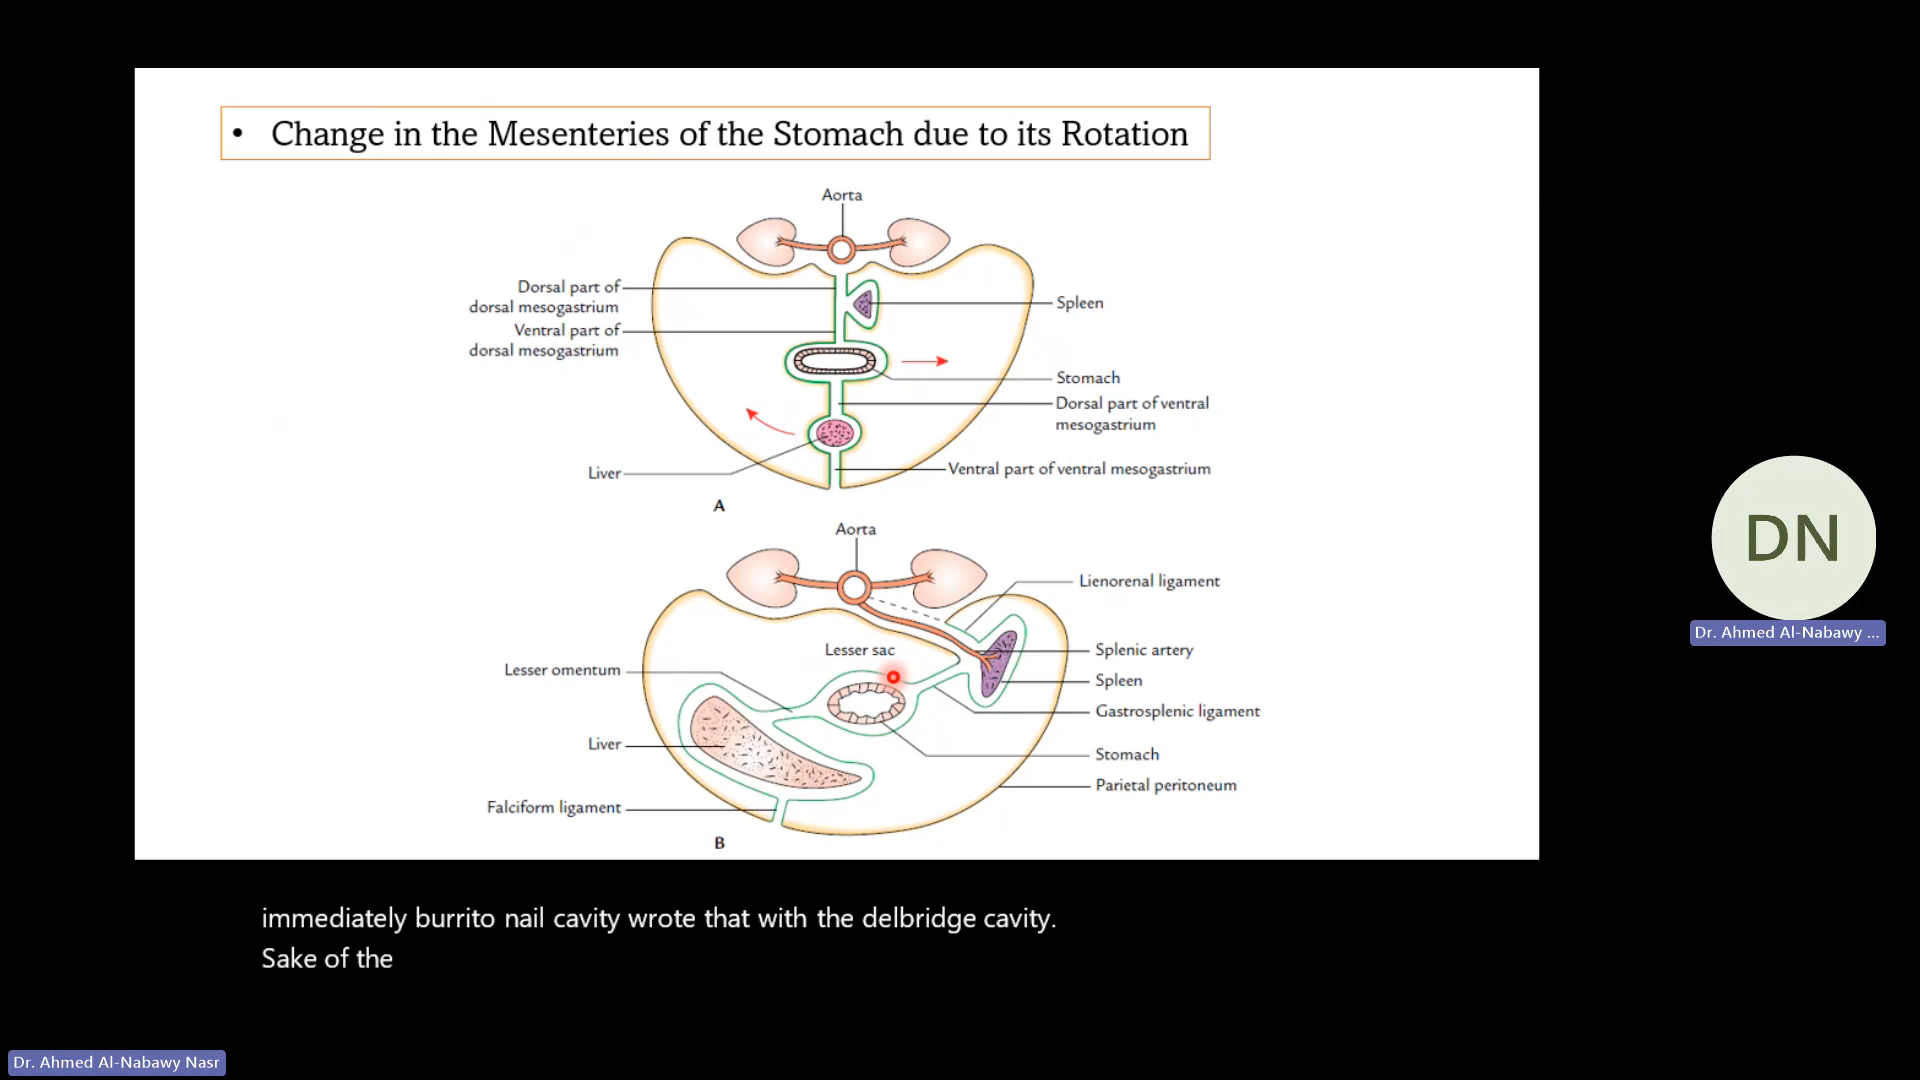 • Change in the Mesenteries of the Stomach due to its Rotation
Aorta
Dorsal part of
dorsal mesogastrium
Ventral part of
dorsal mesogastrium
Spleen
Stomach
Dorsal part of ventral
mesogastrium
Liver
Ventral part of ventral mesogastrium
A
Aorta
Lienorenal ligament
Lesser sac
Splenic artery
Lesser omentum
Spleen
Gastrosplenic ligament
Liver
Stomach
Parietal peritoneum
Falciform ligament
B
DN
Dr. Ahmed Al-Nabawy ...
immediately burrito nail cavity wrote that with the delbridge cavity.
Sake of the
Dr. Ahmed Al-Nabawy Nasr